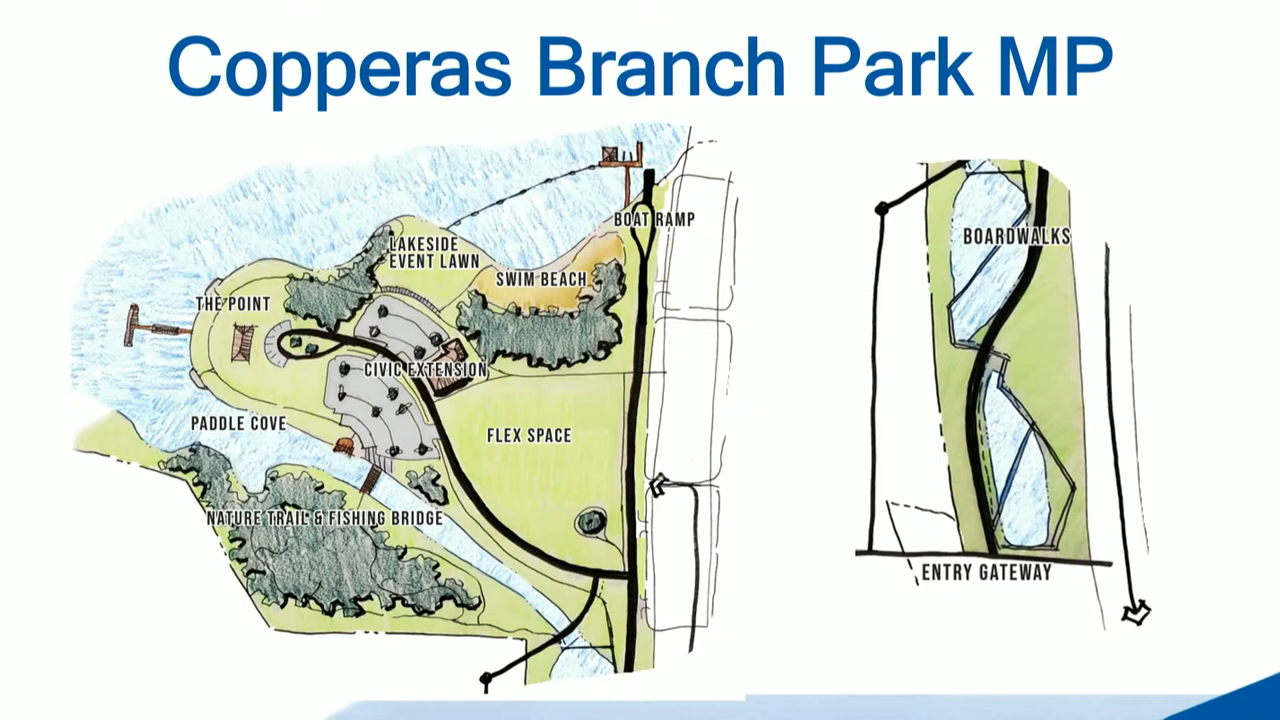 Copperas Branch Park MP
BOAT RAMP
LAKESIDE
EVENT LAWN
SWIM BEACH
THE POINT
CIVIC EXTENSION
PADDLE COVE
FLEX SPACE
NATURE TRAIL & FISHING BRIDGE
BOARDWALKS
ENTRY GATEWAY